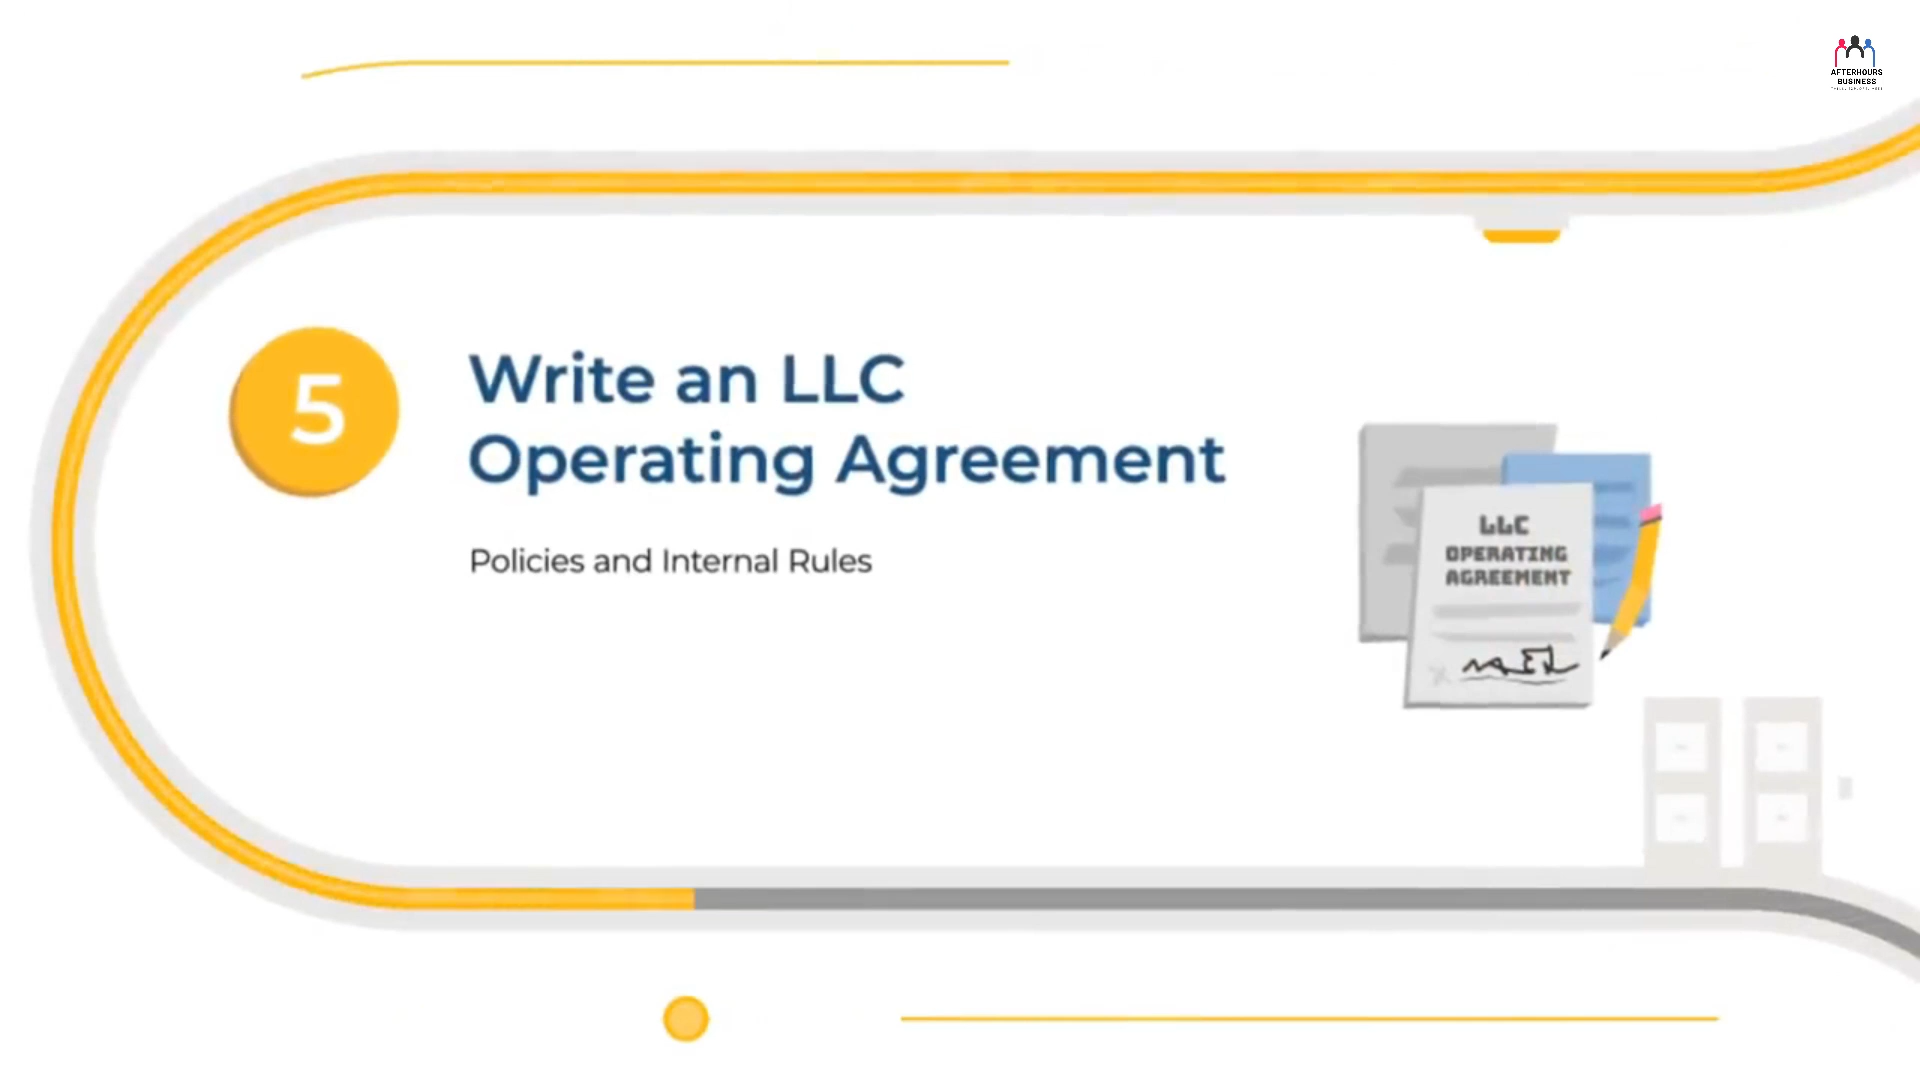 AFTERHOURS
BUSINESS
5
Write an LLC
Operating Agreement
Policies and Internal Rules
LLC
OPERATING
AGREEMENT
X